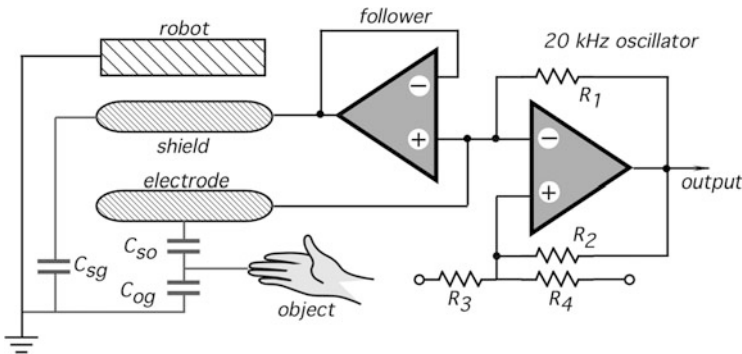 robot
follower
20 kHz oscillator
−
+
R1
−
+
shield
electrode
output
Cso
Csg
Cog
object
R2
R3
R4